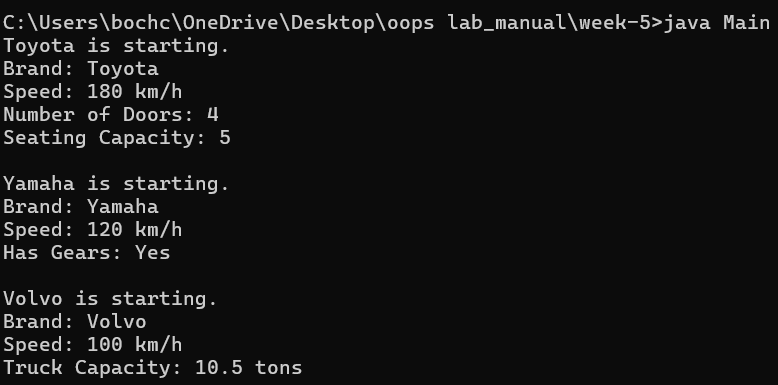 C:\Users\bochc\OneDrive\Desktop\oops lab_manual\week-5>java Main
Toyota is starting.
Brand: Toyota
Speed: 180 km/h
Number of Doors: 4
Seating Capacity: 5
Yamaha is starting.
Brand: Yamaha
Speed: 120 km/h
Has Gears: Yes
Volvo is starting.
Brand: Volvo
Speed: 100 km/h
Truck Capacity: 10.5 tons